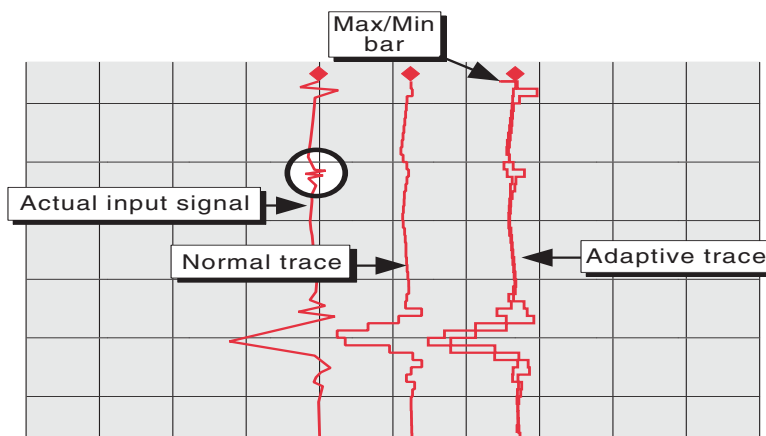 Max/Min
bar
Actual input signal
Normal trace
Adaptive trace